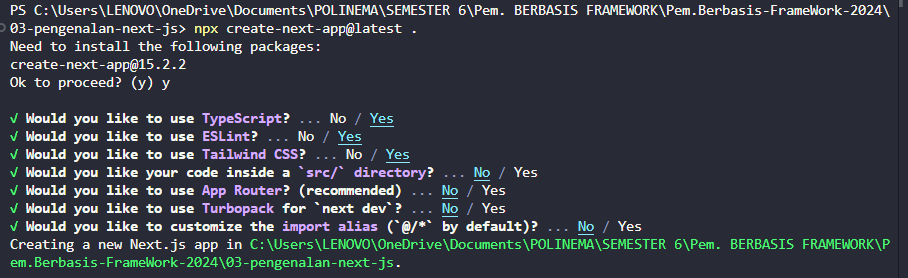 PS C:\Users\LENOVO\OneDrive\Documents\POLINEMA\SEMESTER 6\Pem. BERBASIS FRAMEWORK\Pem.Berbasis-FrameWork-2024\
03-pengenalan-next-js> npx create-next-app@latest .
Need to install the following packages:
create-next-app@15.2.2
Ok to proceed? (y) y
√ Would you like to use TypeScript? ... No / Yes
√ Would you like to use ESLint? ... No / Yes
√ Would you like to use Tailwind CSS? ... No / Yes
√ Would you like your code inside a `src/` directory? ... No / Yes
√ Would you like to use App Router? (recommended) ... No / Yes
√ Would you like to use Turbopack for `next dev`? ... No / Yes
√ Would you like to customize the import alias (`@/*` by default)? ... No / Yes
Creating a new Next.js app in C:\Users\LENOVO\OneDrive\Documents\POLINEMA\SEMESTER 6\Pem. BERBASIS FRAMEWORK\P
em.Berbasis-FrameWork-2024\03-pengenalan-next-js.